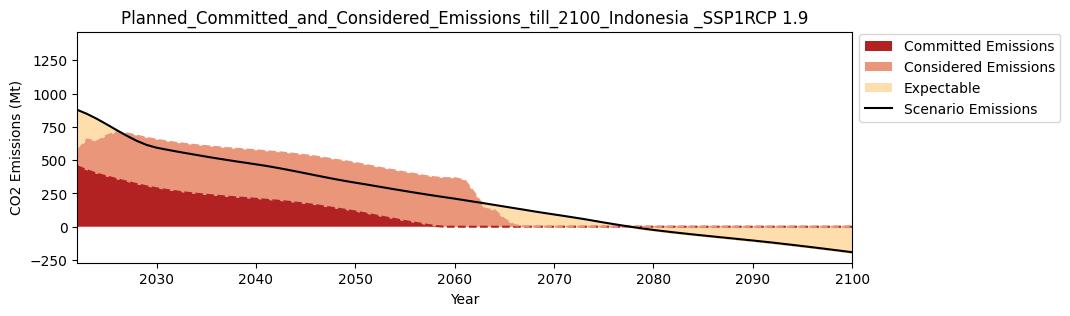 Planned_Committed_and_Considered_Emissions_till_2100_Indonesia _SSP1RCP 1.9
Committed Emissions
Considered Emissions
Expectable
Scenario Emissions
CO2 Emissions (Mt)
1250
1000
750
500
250
0
−250
2030
2040
2050
2060
2070
2080
2090
2100
Year